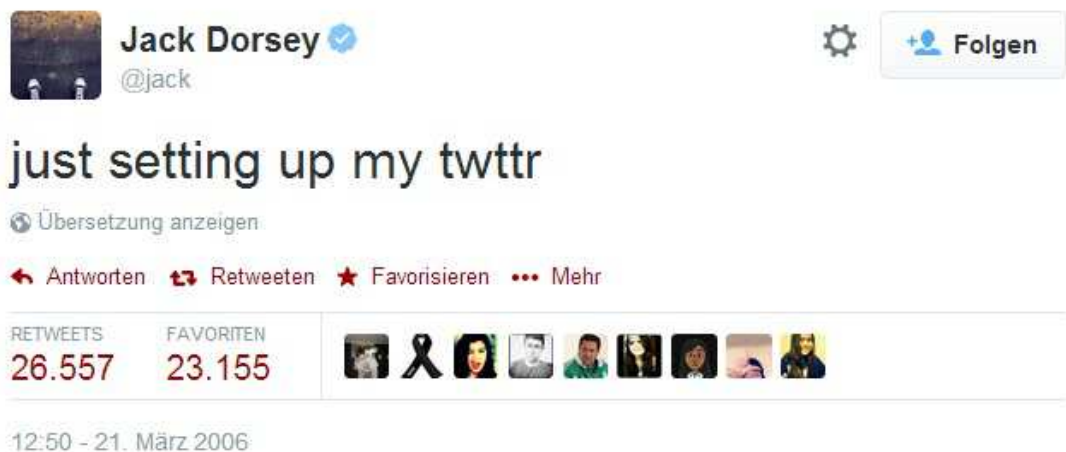 Jack Dorsey
@jack
Folgen
just setting up my twttr
Übersetzung anzeigen
Antworten Retweeten Favorisieren Mehr
RETWEETS FAVORITEN
26.557 23.155
12:50 - 21. März 2006